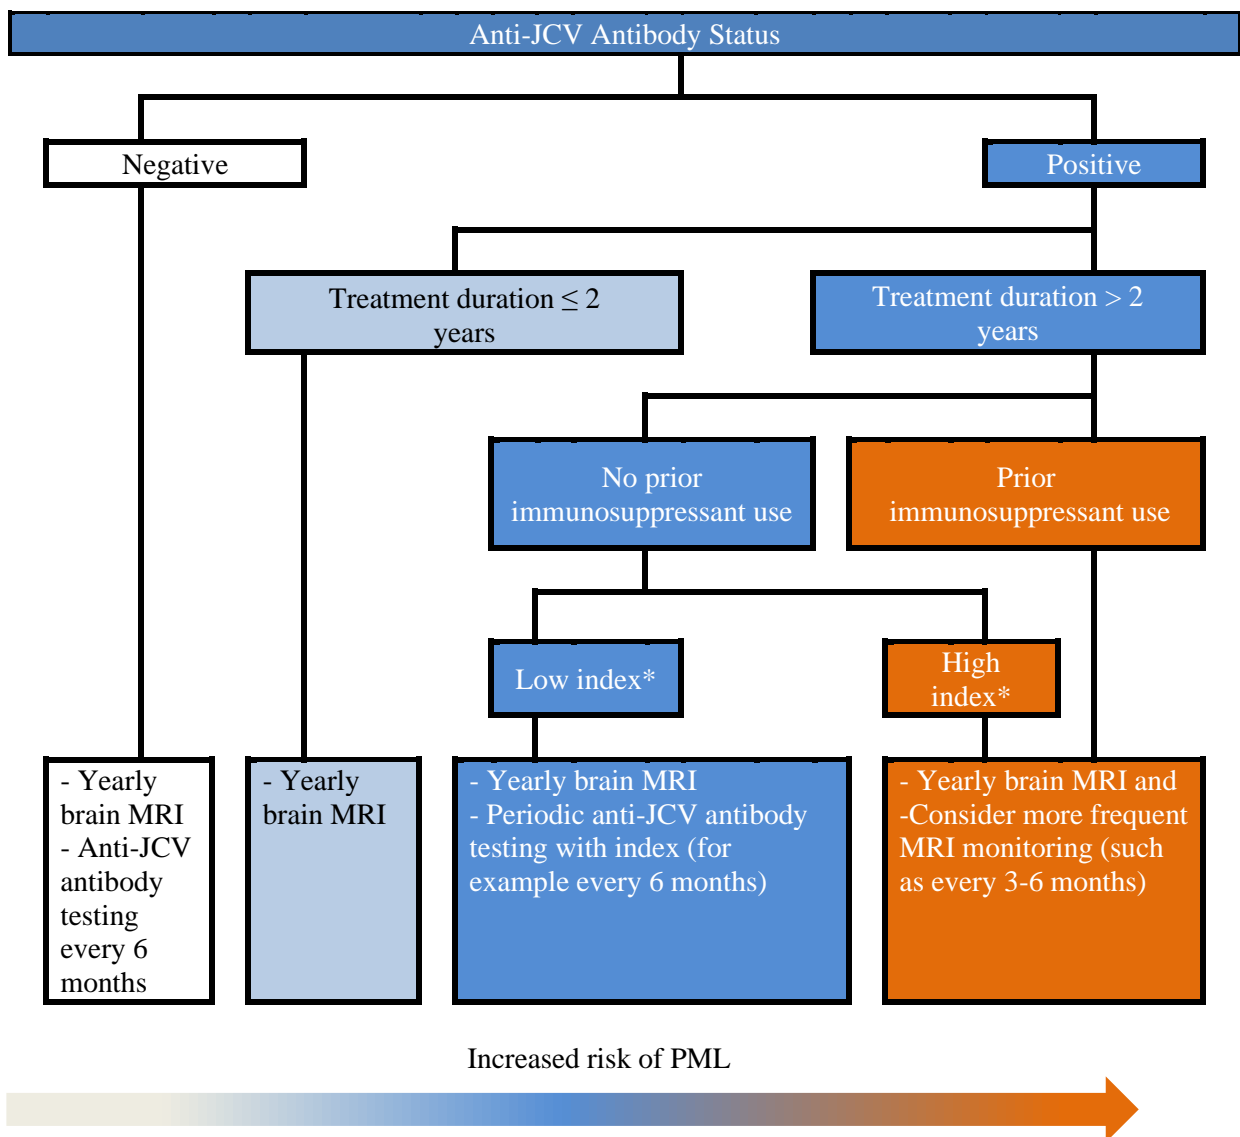 Anti-JCV Antibody Status
Negative
Positive
Treatment duration ≤ 2
years
Treatment duration > 2
years
No prior
immunosuppressant use
Prior
immunosuppressant use
Low index*
High
index*
- Yearly
brain MRI
- Anti-JCV
antibody
testing
every 6
months
- Yearly
brain MRI
- Yearly brain MRI
- Periodic anti-JCV antibody
testing with index (for
example every 6 months)
- Yearly brain MRI and
-Consider more frequent
MRI monitoring (such
as every 3-6 months)
Increased risk of PML